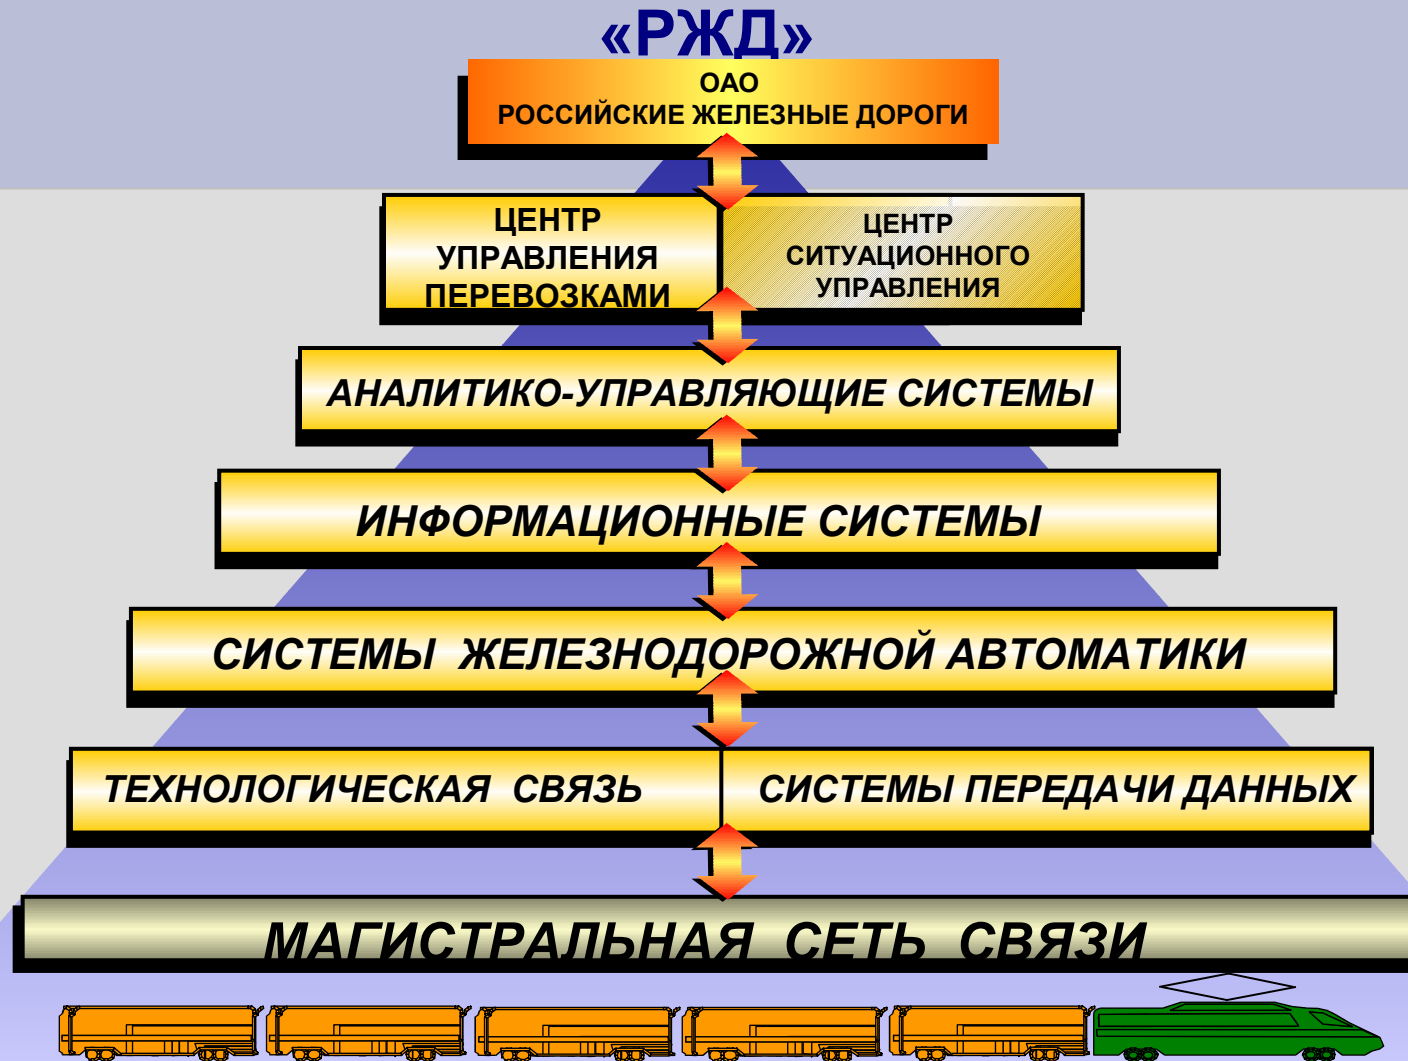 «РЖД»
ОАО
РОССИЙСКИЕ ЖЕЛЕЗНЫЕ ДОРОГИ
ЦЕНТР
УПРАВЛЕНИЯ
ПЕРЕВОЗКАМИ
ЦЕНТР
СИТУАЦИОННОГО
УПРАВЛЕНИЯ
АНАЛИТИКО-УПРАВЛЯЮЩИЕ СИСТЕМЫ
ИНФОРМАЦИОННЫЕ СИСТЕМЫ
СИСТЕМЫ ЖЕЛЕЗНОДОРОЖНОЙ АВТОМАТИКИ
ТЕХНОЛОГИЧЕСКАЯ СВЯЗЬ
СИСТЕМЫ ПЕРЕДАЧИ ДАННЫХ
МАГИСТРАЛЬНАЯ СЕТЬ СВЯЗИ